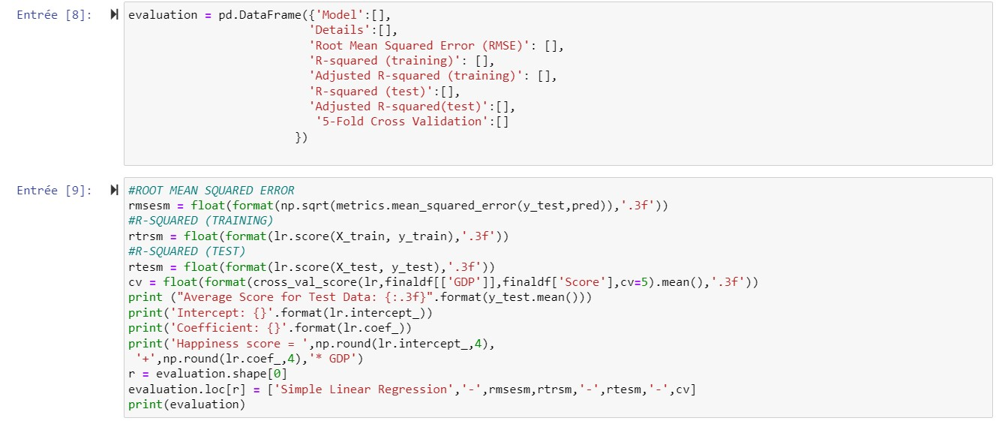 Entrée [8]: evaluation = pd.DataFrame({'Model':[],
'Details':[],
'Root Mean Squared Error (RMSE)': [],
'R-squared (training)': [],
'Adjusted R-squared (training)': [],
'R-squared (test)':[],
'Adjusted R-squared(test)':[],
'5-Fold Cross Validation':[]
})
Entrée [9]: #ROOT MEAN SQUARED ERROR
rmsesm = float(format(np.sqrt(metrics.mean_squared_error(y_test,pred)),'.3f'))
#R-SQUARED (TRAINING)
rtrsm = float(format(lr.score(X_train, y_train),'.3f'))
#R-SQUARED (TEST)
rtesm = float(format(lr.score(X_test, y_test),'.3f'))
cv = float(format(cross_val_score(lr,finaldf[['GDP']],finaldf['Score'],cv=5).mean(),'.3f'))
print ("Average Score for Test Data: {:.3f}".format(y_test.mean()))
print('Intercept: {}'.format(lr.intercept_))
print('Coefficient: {}'.format(lr.coef_))
print('Happiness score = ',np.round(lr.intercept_,4),
'+',np.round(lr.coef_,4),'* GDP')
r = evaluation.shape[0]
evaluation.loc[r] = ['Simple Linear Regression','-',rmsesm,rtrsm,'-',rtesm,'-',cv]
print(evaluation)